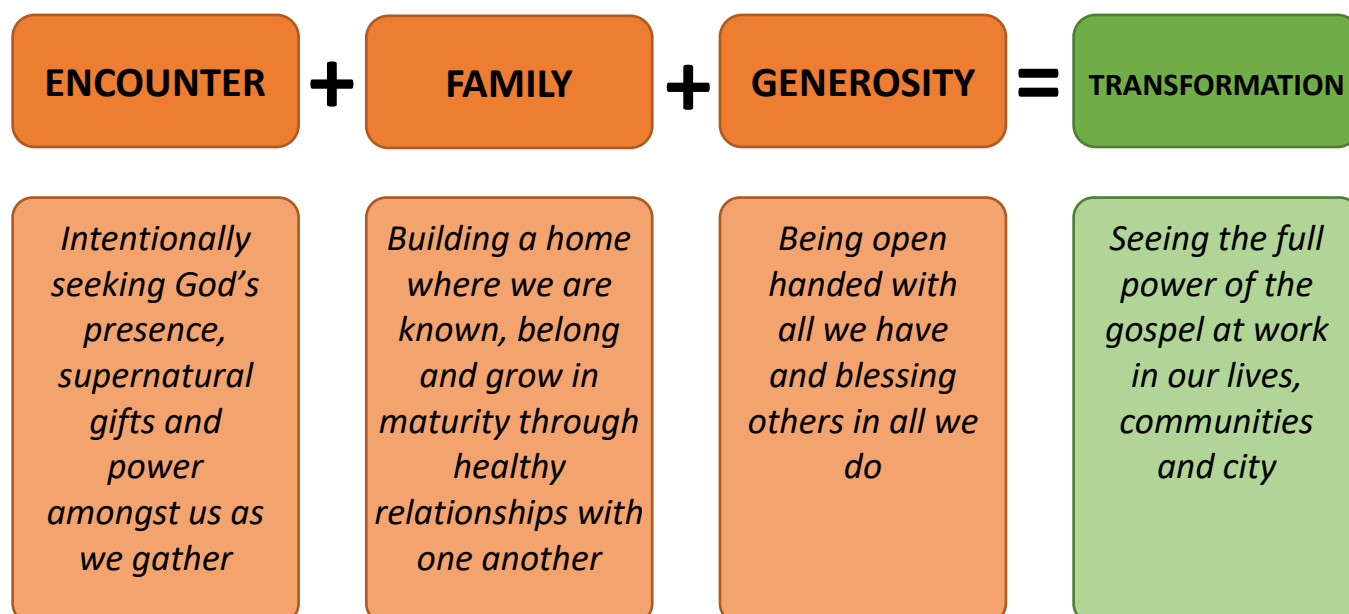 ENCOUNTER + FAMILY + GENEROSITY = TRANSFORMATION
Intentionally
seeking God’s
presence,
supernatural
gifts and
power
amongst us as
we gather
Building a home
where we are
known, belong
and grow in
maturity through
healthy
relationships with
one another
Being open
handed with
all we have
and blessing
others in all we
do
Seeing the full
power of the
gospel at work
in our lives,
communities
and city